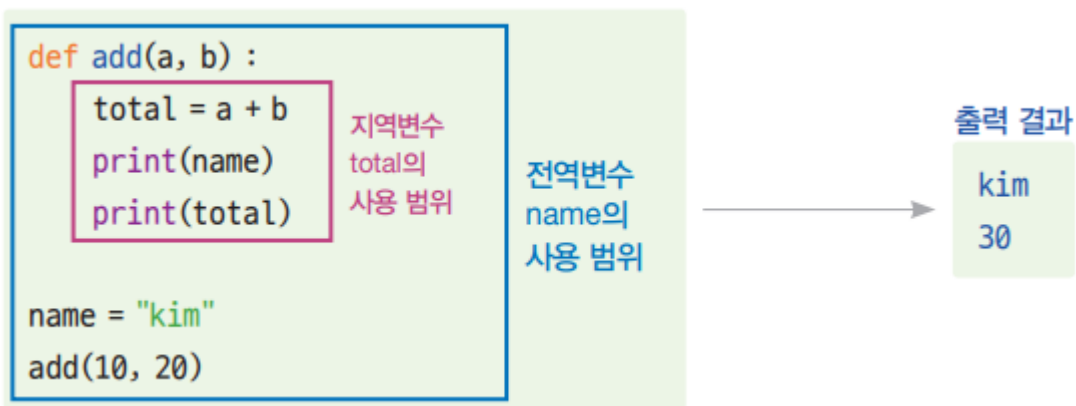 def add(a, b) :
total = a + b
print(name)
print(total)
지역변수
total의
사용 범위
name = "kim"
add(10, 20)
전역변수
name의
사용 범위
출력 결과
kim
30